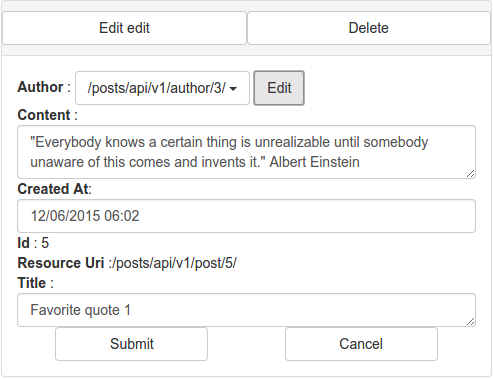 Edit edit Delete
Author : /posts/api/v1/author/3/ Edit
Content :
"Everybody knows a certain thing is unrealizable until somebody
unaware of this comes and invents it." Albert Einstein
Created At:
12/06/2015 06:02
Id : 5
Resource Uri :/posts/api/v1/post/5/
Title :
Favorite quote 1
Submit Cancel